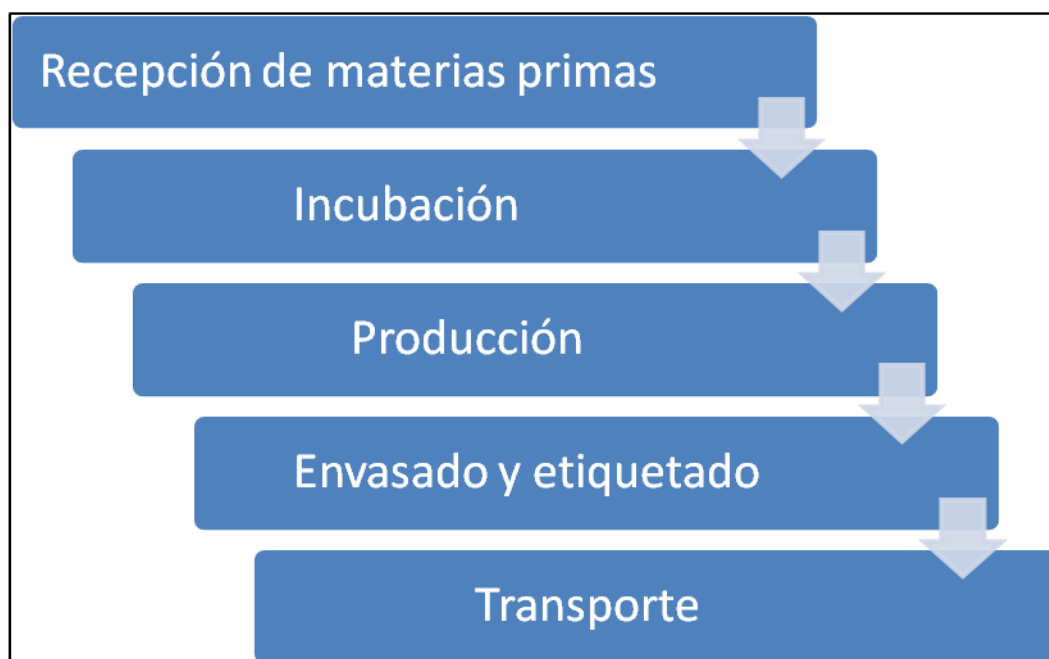 Recepción de materias primas
Incubación
Producción
Envasado y etiquetado
Transporte